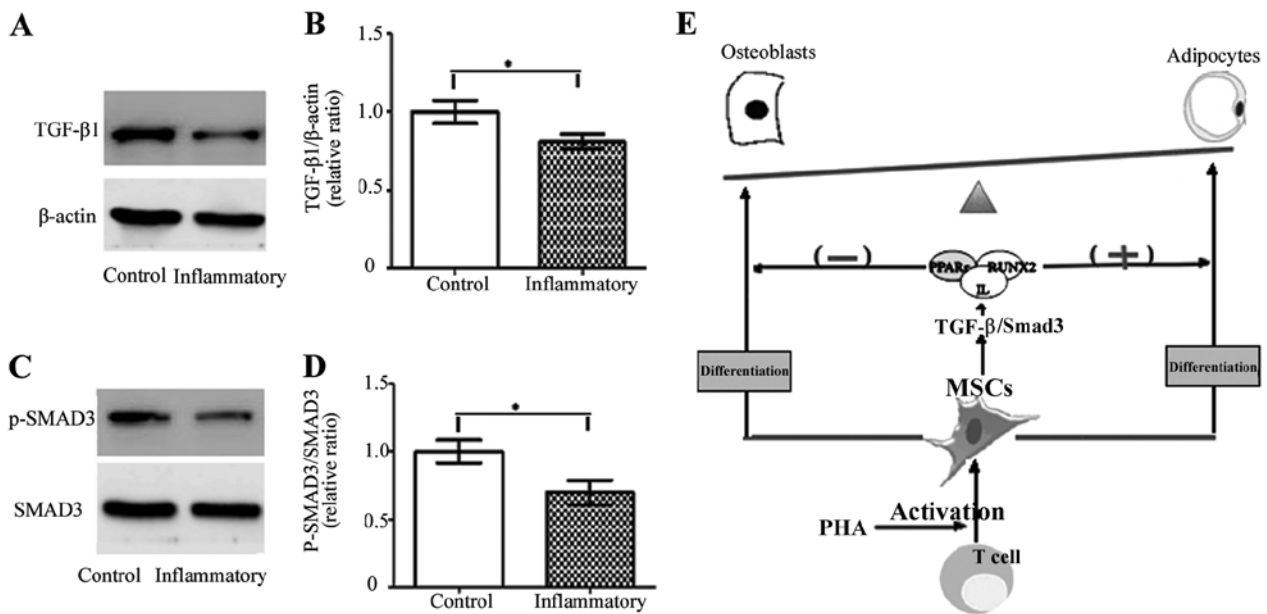 A
TGF-β1
β-actin
Control Inflammatory
B
TGF-β1/β-actin
(relative ratio)
1.5
1.0
0.5
0
*
Control Inflammatory
C
p-SMAD3
SMAD3
Control Inflammatory
D
P-SMAD3/SMAD3
(relative ratio)
1.5
1.0
0.5
0
*
Control Inflammatory
E
Osteoblasts
Adipocytes
(—)
PPARs
RUNX2
IL
(+)
TGF-β/Smad3
Differentiation
Differentiation
MSCs
PHA
Activation
T cell